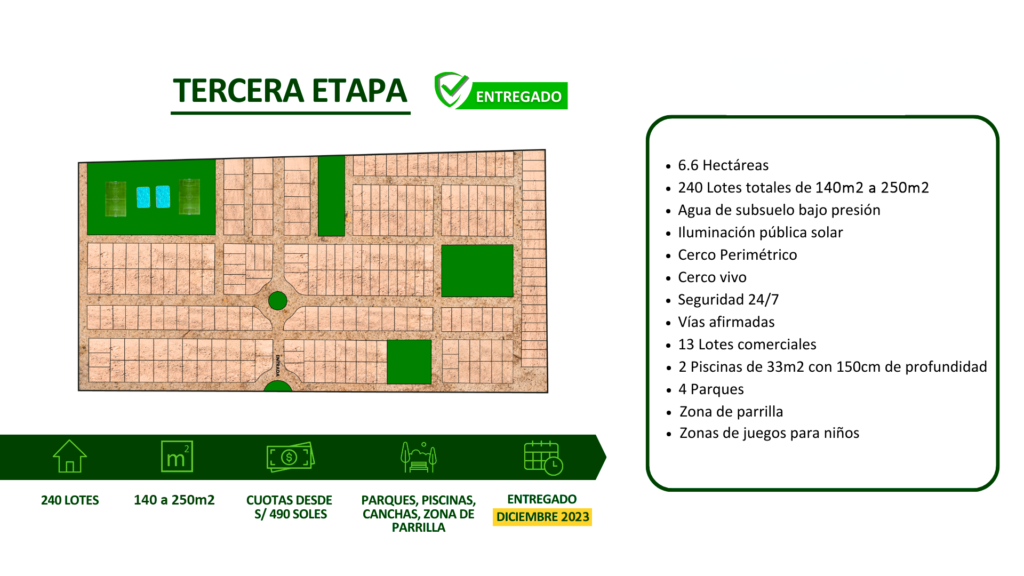 TERCERA ETAPA
ENTREGADO
ENTRADA
• 6.6 Hectáreas
• 240 Lotes totales de 140m2 a 250m2
• Agua de subsuelo bajo presión
• Iluminación pública solar
• Cerco Perimétrico
• Cerco vivo
• Seguridad 24/7
• Vías afirmadas
• 13 Lotes comerciales
• 2 Piscinas de 33m2 con 150cm de profundidad
• 4 Parques
• Zona de parrilla
• Zonas de juegos para niños
m2
$
240 LOTES
140 a 250m2
CUOTAS DESDE
S/ 490 SOLES
PARQUES, PISCINAS,
CANCHAS, ZONA DE
PARRILLA
ENTREGADO
DICIEMBRE 2023